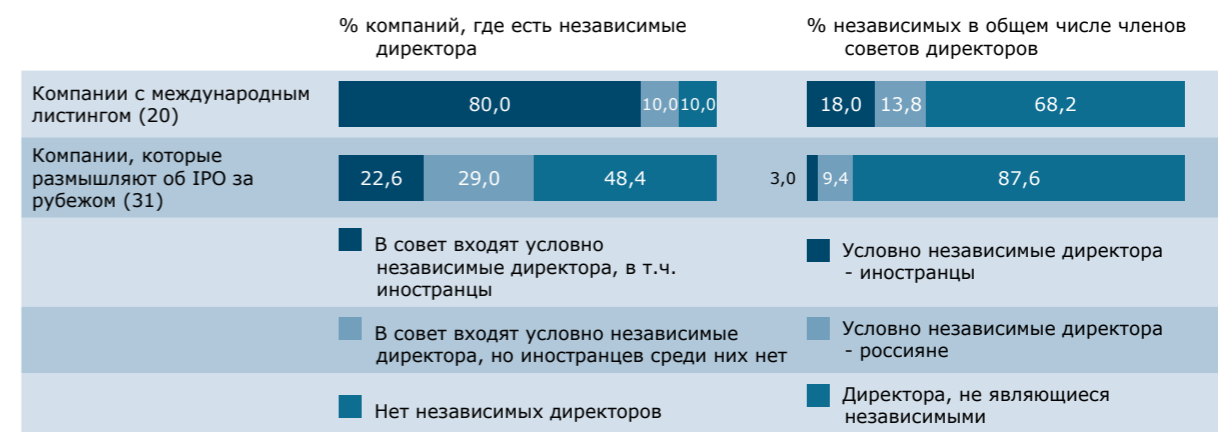 % компаний, где есть независимые
директора
% независимых в общем числе членов
советов директоров
Компании с международным
листингом (20)
80,0
10,0
10,0
18,0
13,8
68,2
Компании, которые
размышляют об IPO за
рубежом (31)
22,6
29,0
48,4
3,0
9,4
87,6
В совет входят условно
независимые директора, в т.ч.
иностранцы
Условно независимые директора
- иностранцы
В совет входят условно независимые
директора, но иностранцев среди них нет
Условно независимые директора
- россияне
Нет независимых директоров
Директора, не являющиеся
независимыми